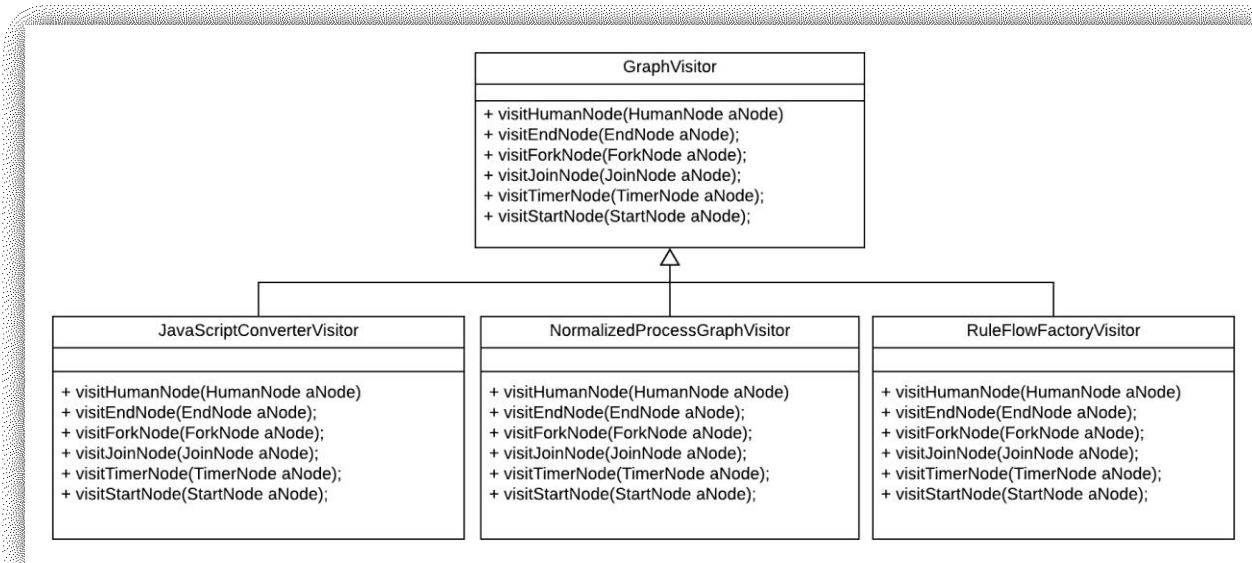 GraphVisitor
+ visitHumanNode(HumanNode aNode)
+ visitEndNode(EndNode aNode);
+ visitForkNode(ForkNode aNode);
+ visitJoinNode(JoinNode aNode);
+ visitTimerNode(TimerNode aNode);
+ visitStartNode(StartNode aNode);
JavaScriptConverterVisitor
+ visitHumanNode(HumanNode aNode)
+ visitEndNode(EndNode aNode);
+ visitForkNode(ForkNode aNode);
+ visitJoinNode(JoinNode aNode);
+ visitTimerNode(TimerNode aNode);
+ visitStartNode(StartNode aNode);
NormalizedProcessGraphVisitor
+ visitHumanNode(HumanNode aNode)
+ visitEndNode(EndNode aNode);
+ visitForkNode(ForkNode aNode);
+ visitJoinNode(JoinNode aNode);
+ visitTimerNode(TimerNode aNode);
+ visitStartNode(StartNode aNode);
RuleFlowFactoryVisitor
+ visitHumanNode(HumanNode aNode)
+ visitEndNode(EndNode aNode);
+ visitForkNode(ForkNode aNode);
+ visitJoinNode(JoinNode aNode);
+ visitTimerNode(TimerNode aNode);
+ visitStartNode(StartNode aNode);